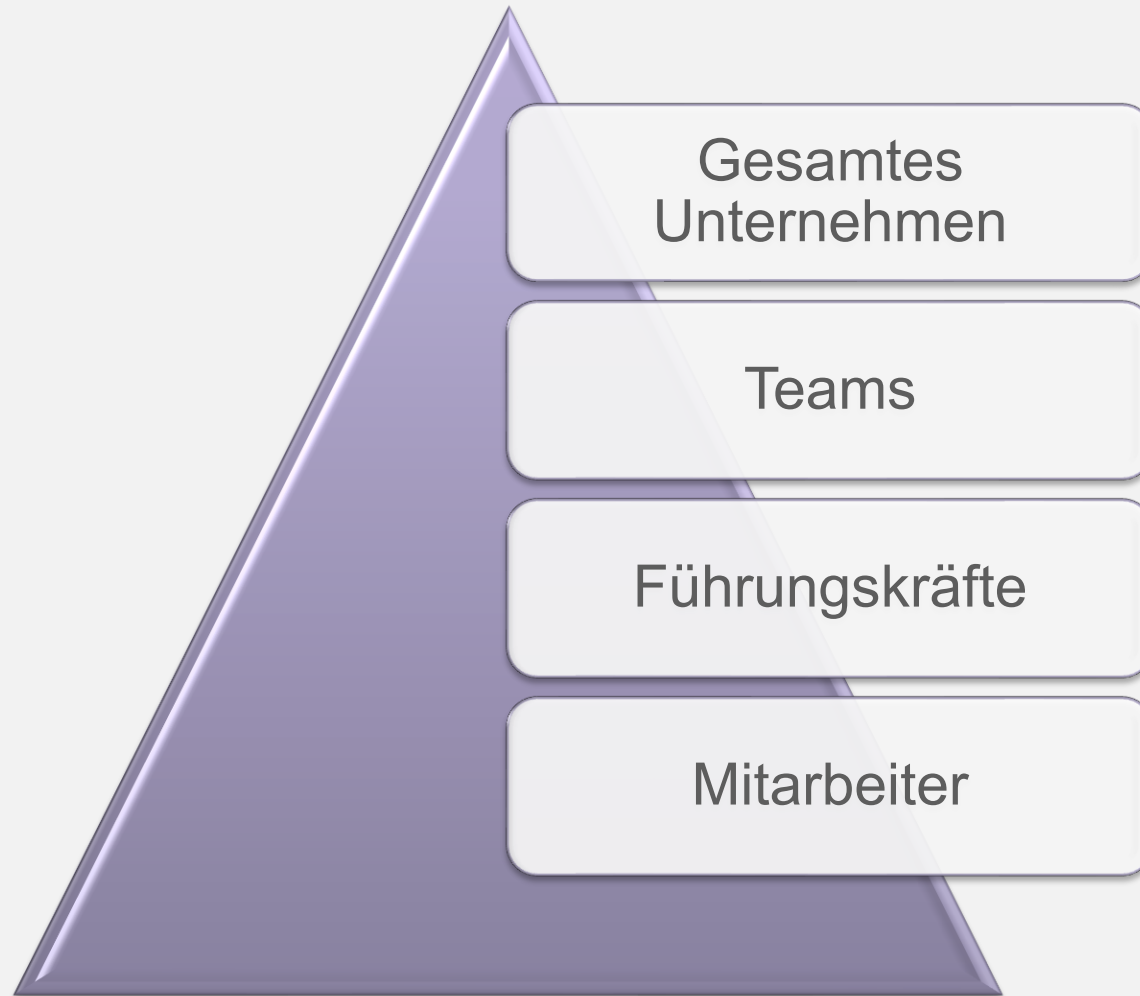 Gesamtes
Unternehmen
Teams
Führungskräfte
Mitarbeiter